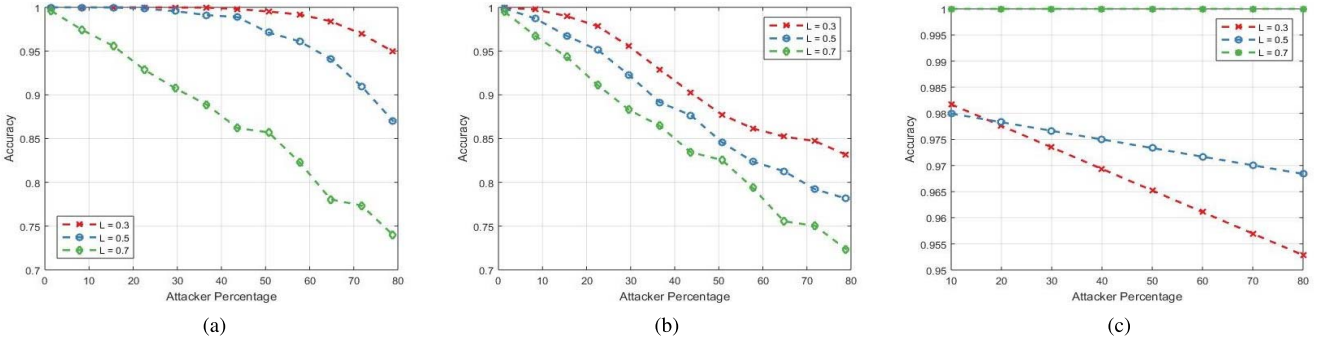 1
0.95
0.9
0.85
0.8
0.75
0.7
Accuracy
L = 0.3
L = 0.5
L = 0.7
0 10 20 30 40 50 60 70 80
Attacker Percentage
(a)
1
0.95
0.9
0.85
0.8
0.75
0.7
Accuracy
L = 0.3
L = 0.5
L = 0.7
0 10 20 30 40 50 60 70 80
Attacker Percentage
(b)
1
0.995
0.99
0.985
0.98
0.975
0.97
0.965
0.96
0.955
0.95
Accuracy
L = 0.3
L = 0.5
L = 0.7
10 20 30 40 50 60 70 80
Attacker Percentage
(c)